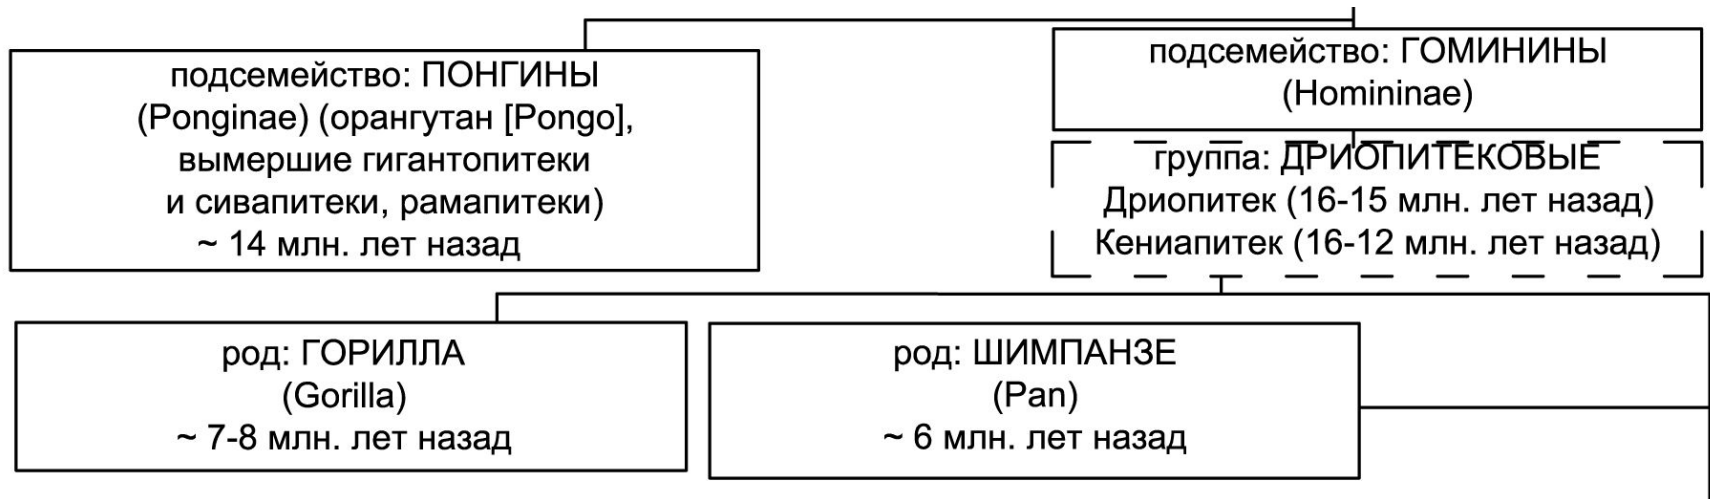 подсемейство: ПОНГИНЫ
(Ponginae) (орангутан [Pongo],
вымершие гигантопитеки
и сивапитеки, рамапитеки)
~ 14 млн. лет назад
подсемейство: ГОМИНИНЫ
(Homininae)
группа: ДРИОПИТЕКОВЫЕ
Дриопитек (16-15 млн. лет назад)
Кениапитек (16-12 млн. лет назад)
род: ГОРИЛЛА
(Gorilla)
~ 7-8 млн. лет назад
род: ШИМПАНЗЕ
(Pan)
~ 6 млн. лет назад